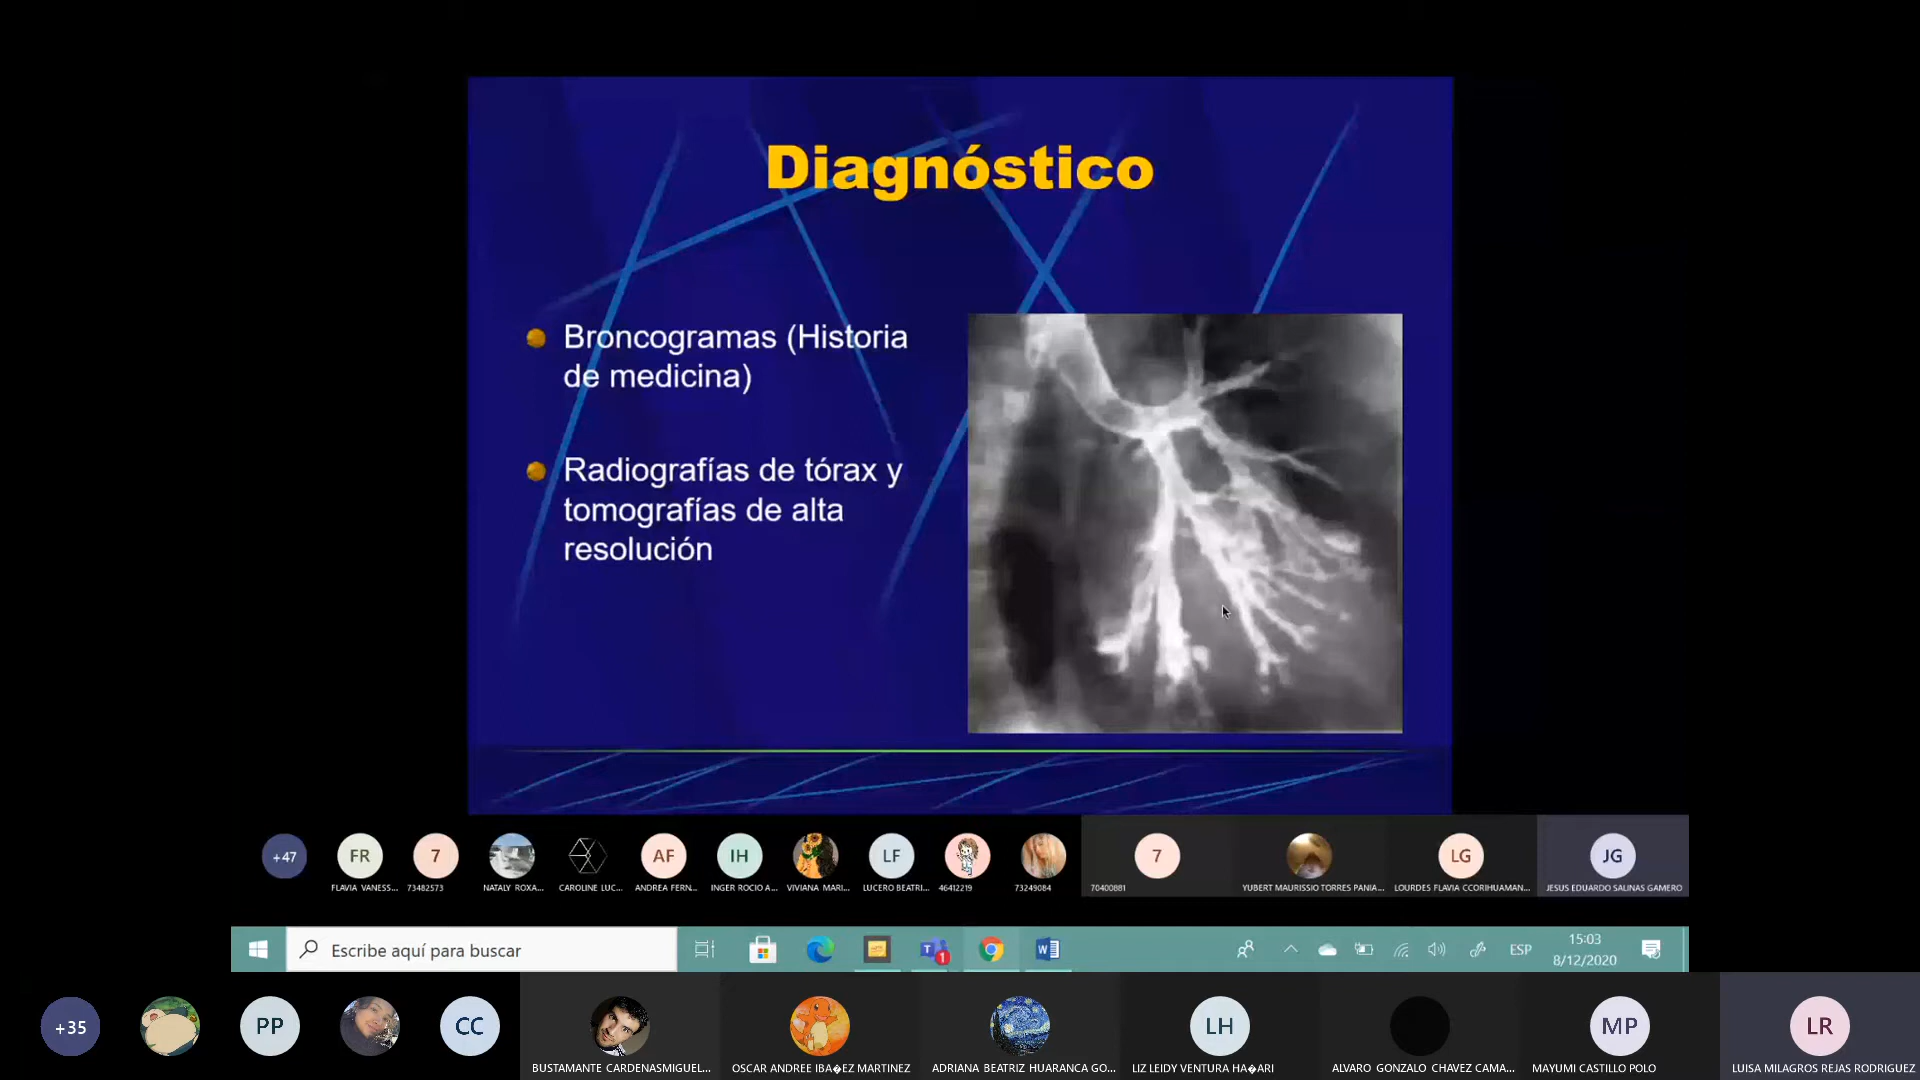 Diagnóstico
Broncogramas (Historia
de medicina)
Radiografías de tórax y
tomografías de alta
resolución
+47
FR
7
AF
IH
LF
7
LG
JG
FLAVIA VANESS...
73482573
NATALY ROXA...
CAROLINE LUC...
ANDREA FERN...
INGER ROCIO A...
VIVIANA MARI...
LUCERO BEATRI...
46412219
73249084
70400881
YUBERT MAURISSIO TORRES PANIA...
LOURDES FLAVIA CCORIHUAMAN...
JESUS EDUARDO SALINAS GAMERO
Escribe aquí para buscar
T
1
W
ESP
15:03
8/12/2020
+35
PP
CC
LH
MP
LR
BUSTAMANTE CARDENASMIGUEL...
OSCAR ANDREE IBA�EZ MARTINEZ
ADRIANA BEATRIZ HUARANCA GO...
LIZ LEIDY VENTURA HA�ARI
ALVARO GONZALO CHAVEZ CAMA...
MAYUMI CASTILLO POLO
LUISA MILAGROS REJAS RODRIGUEZ